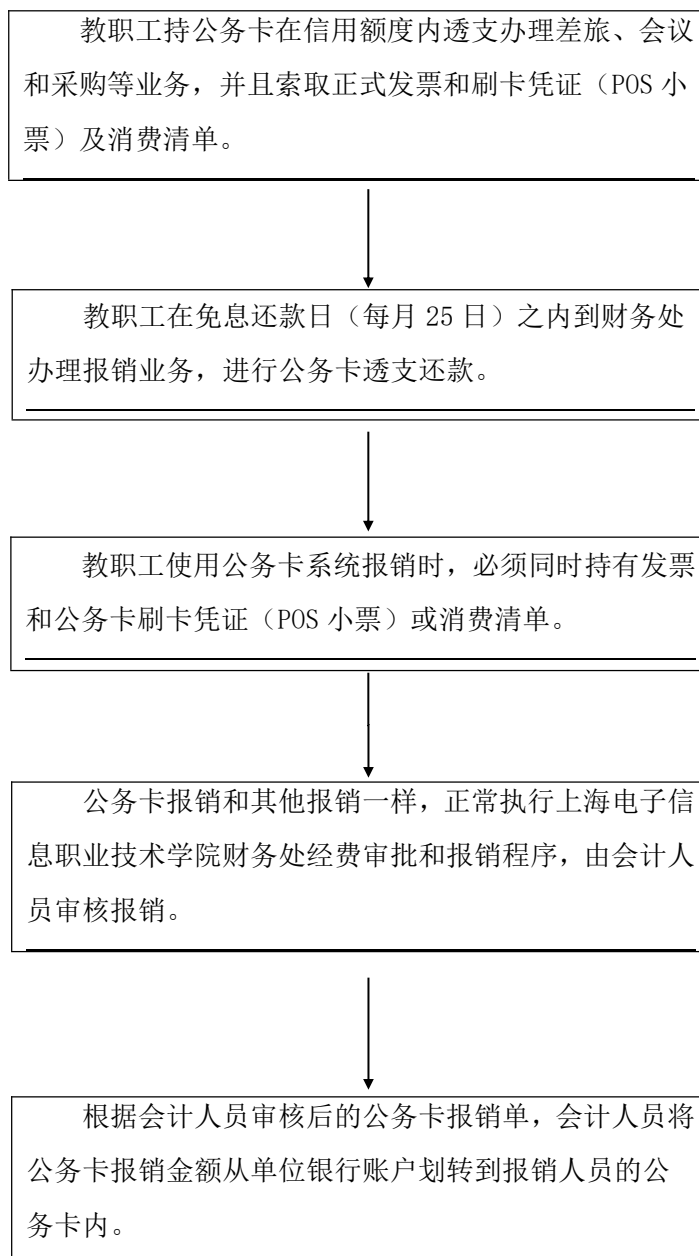 教职工持公务卡在信用额度内透支办理差旅、会议
和采购等业务，并且索取正式发票和刷卡凭证（POS 小
票）及消费清单。
教职工在免息还款日（每月 25 日）之内到财务处
办理报销业务，进行公务卡透支还款。
教职工使用公务卡系统报销时，必须同时持有发票
和公务卡刷卡凭证（POS 小票）或消费清单。
公务卡报销和其他报销一样，正常执行上海电子信
息职业技术学院财务处经费审批和报销程序，由会计人
员审核报销。
根据会计人员审核后的公务卡报销单，会计人员将
公务卡报销金额从单位银行账户划转到报销人员的公
务卡内。